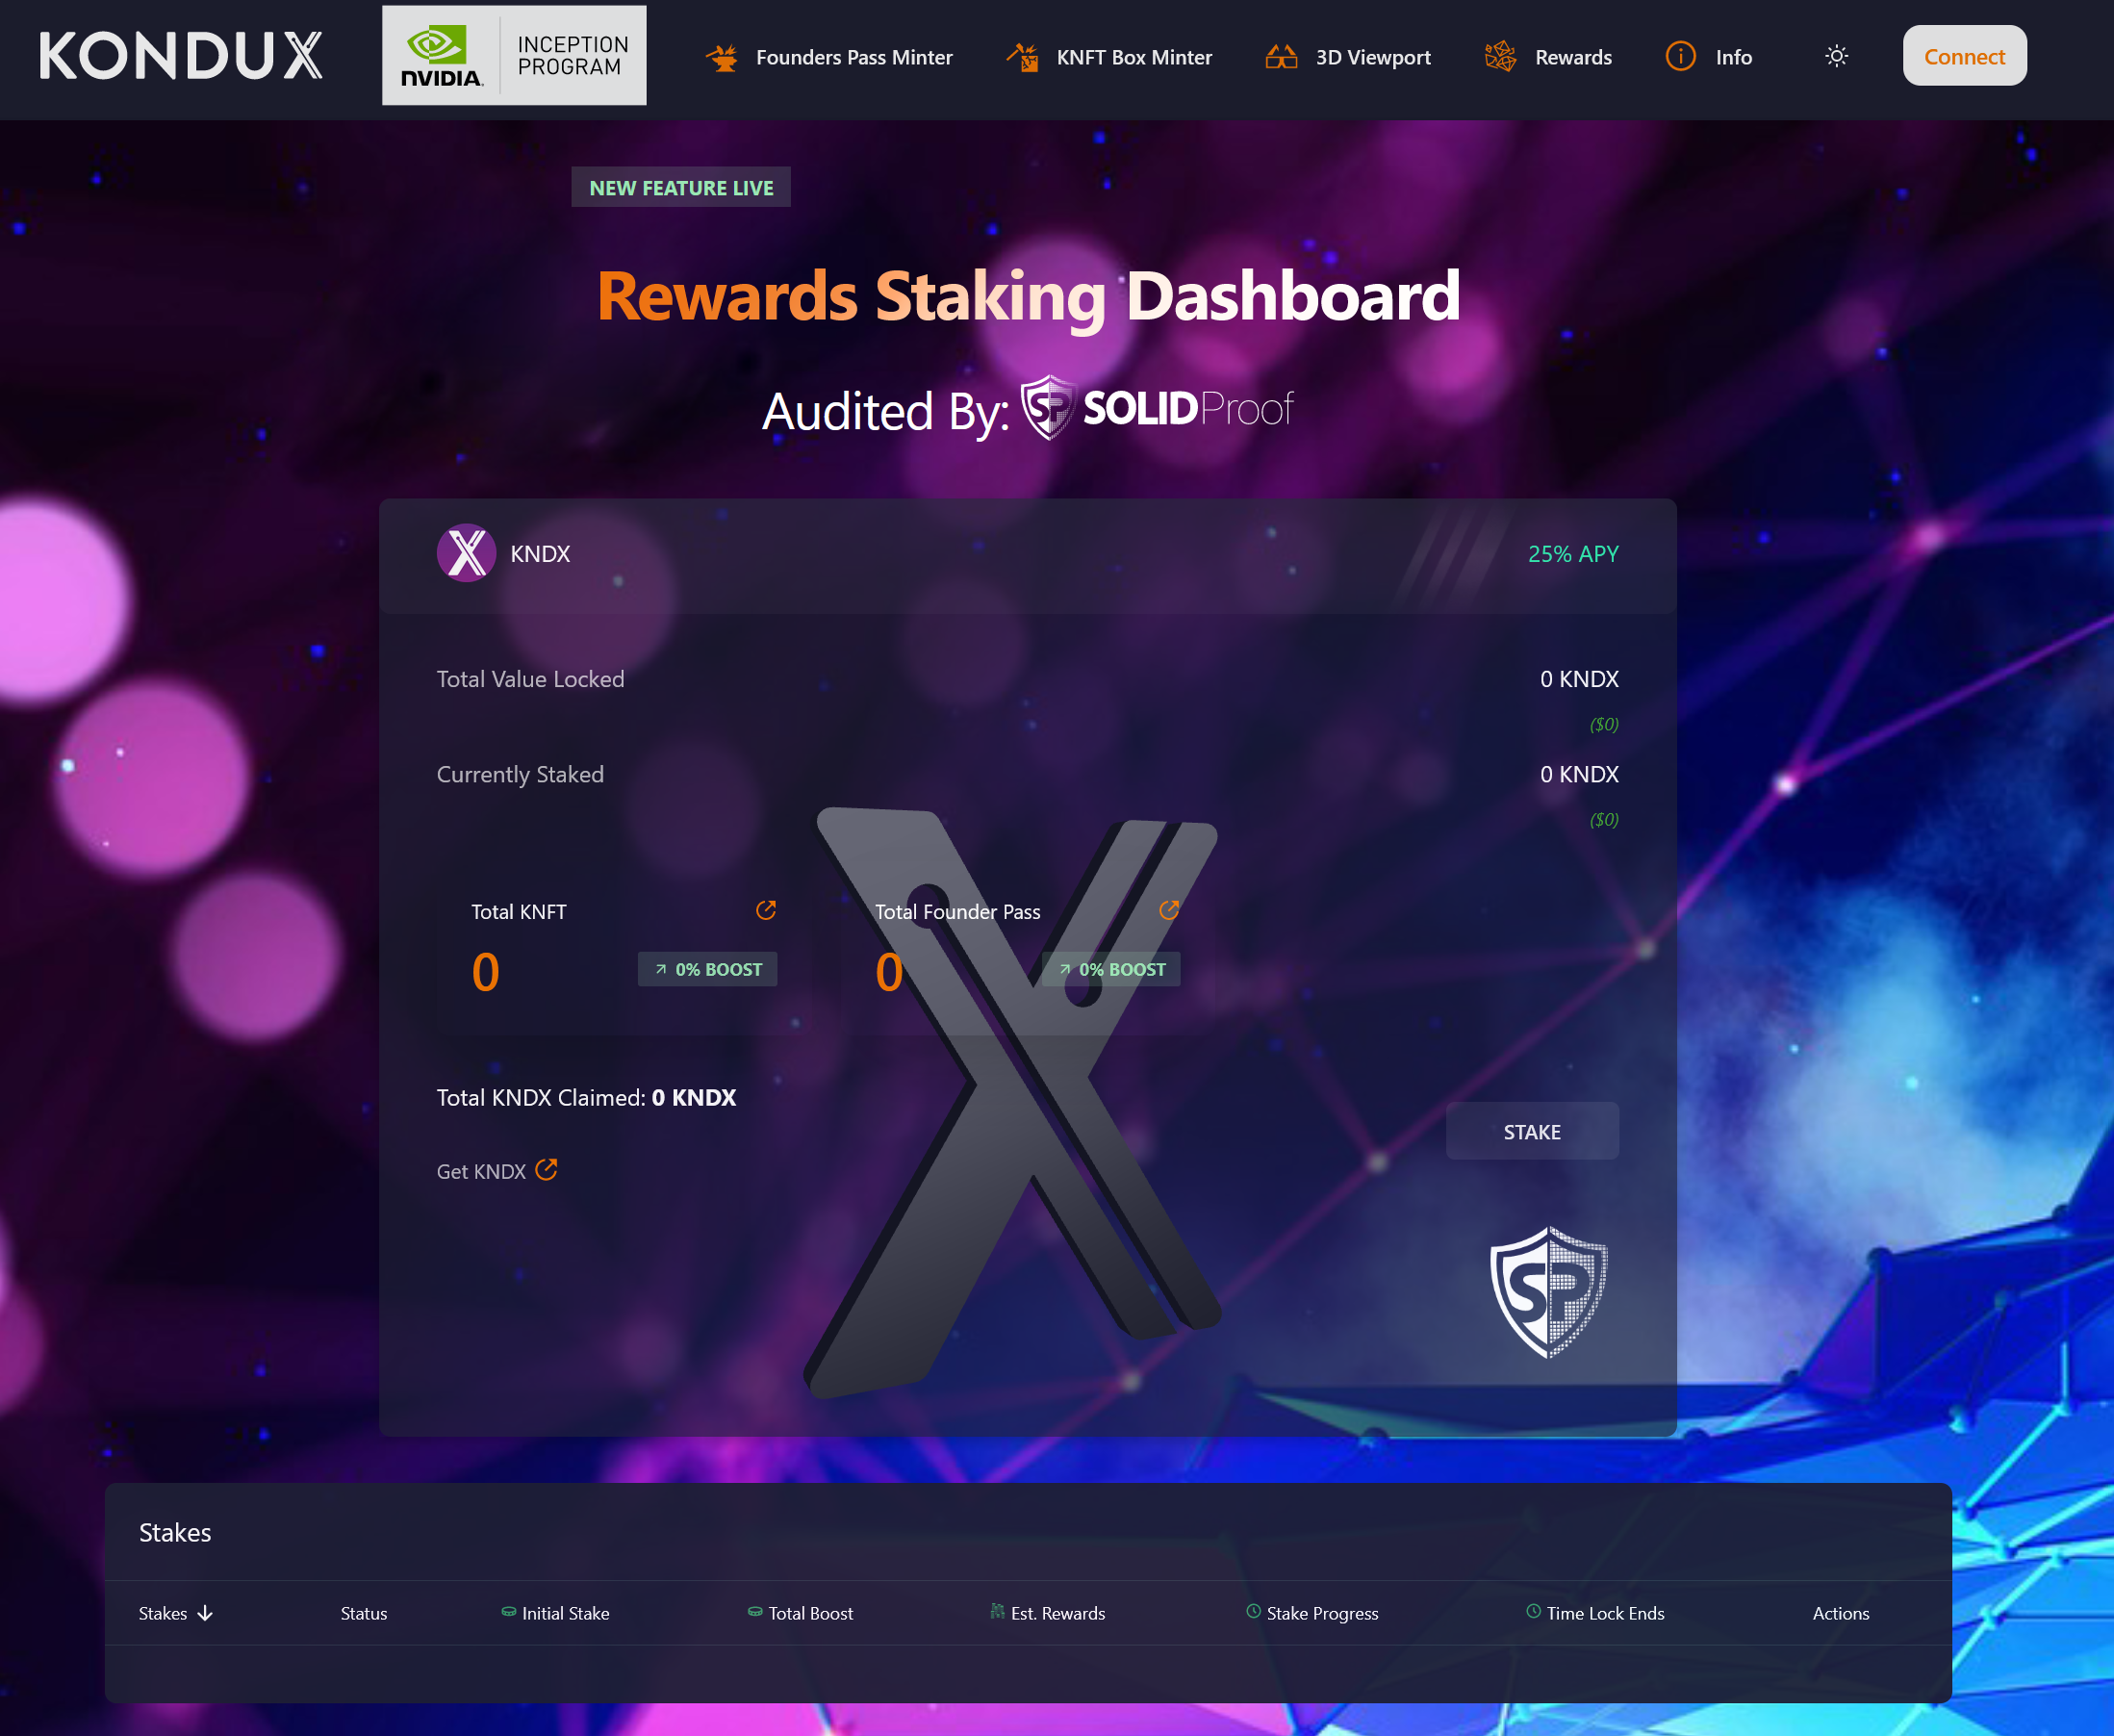 KONDUX
NVIDIA.
INCEPTION
PROGRAM
Founders Pass Minter
KNFT Box Minter
3D Viewport
Rewards
Info
Connect
NEW FEATURE LIVE
Rewards Staking Dashboard
Audited By: SP SOLIDProof
KNDX
25% APY
Total Value Locked
0 KNDX
($0)
Currently Staked
0 KNDX
($0)
Total KNFT
0
0% BOOST
Total Founder Pass
0
0% BOOST
Total KNDX Claimed: 0 KNDX
Get KNDX
STAKE
SP
Stakes
Stakes
Status
Initial Stake
Total Boost
Est. Rewards
Stake Progress
Time Lock Ends
Actions